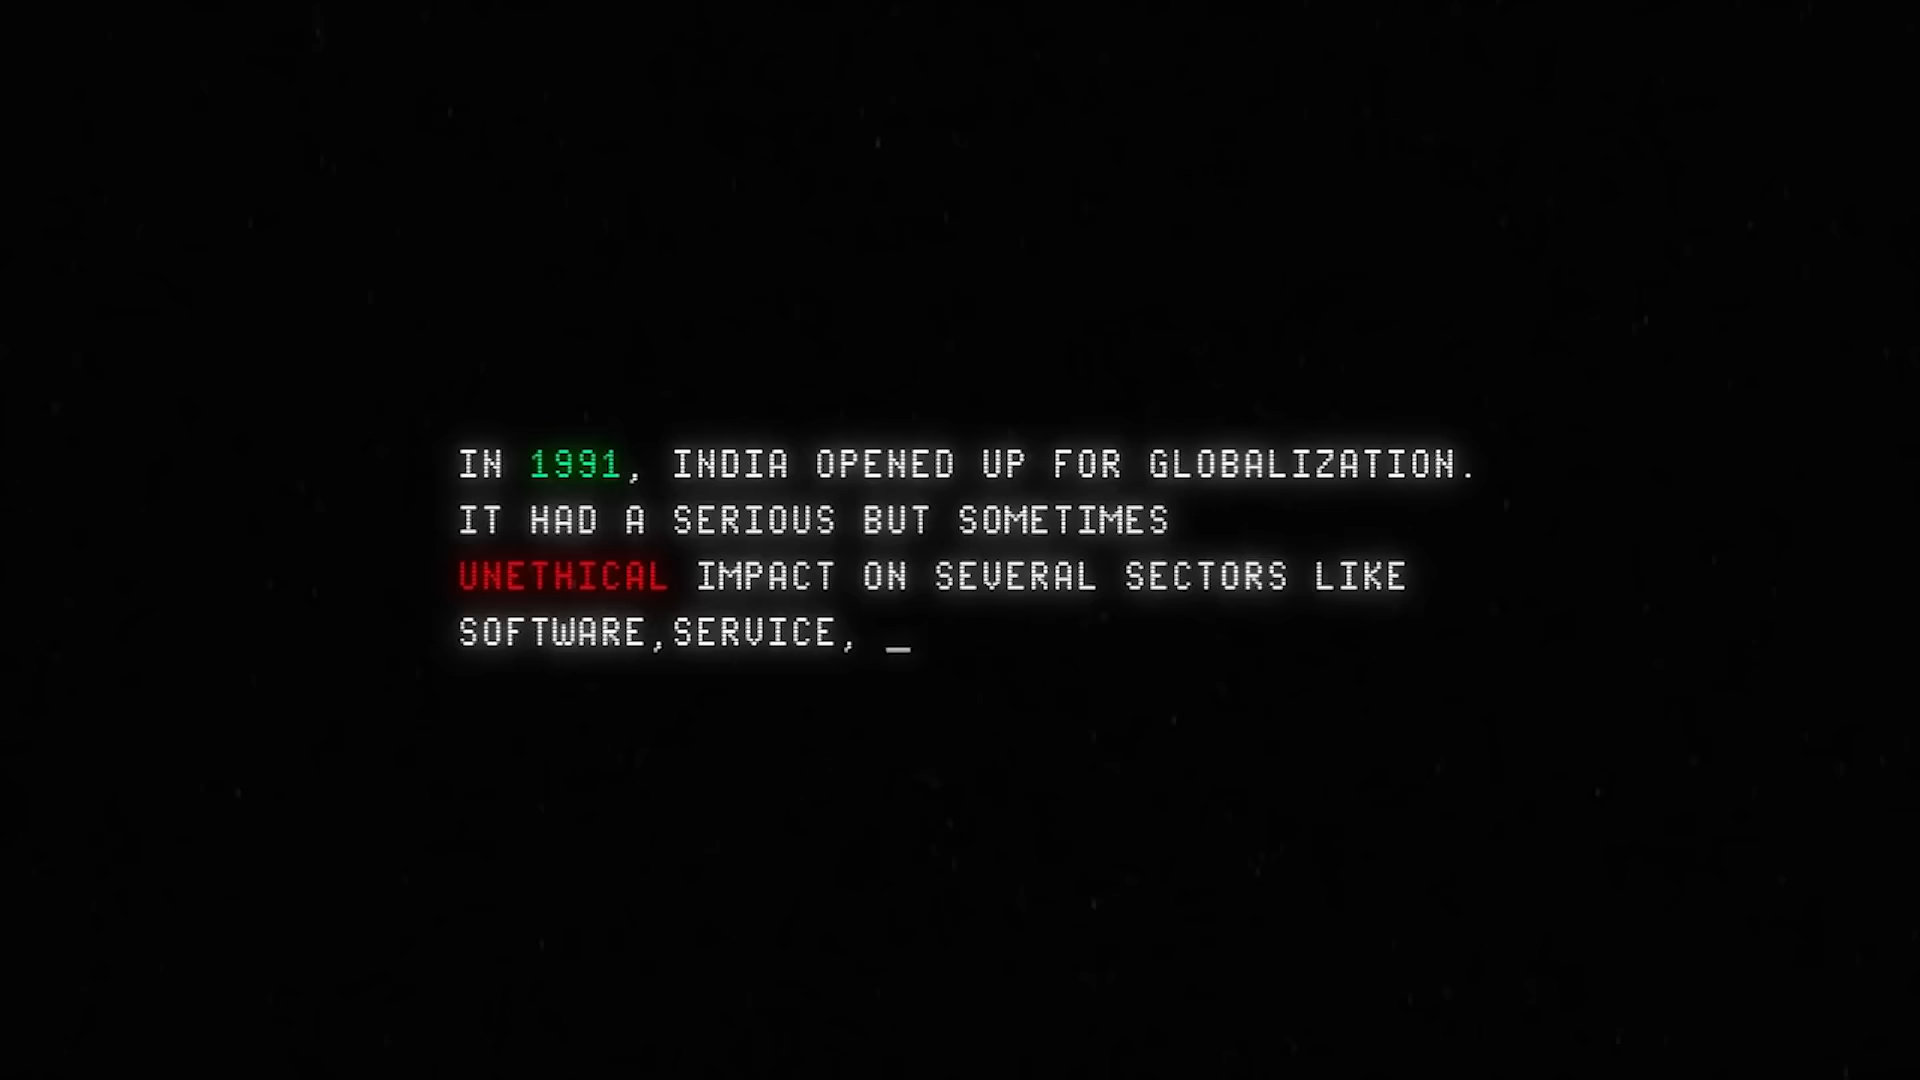 IN 1991, INDIA OPENED UP FOR GLOBALIZATION.
IT HAD A SERIOUS BUT SOMETIMES
UNETHICAL IMPACT ON SEVERAL SECTORS LIKE
SOFTWARE,SERVICE, _